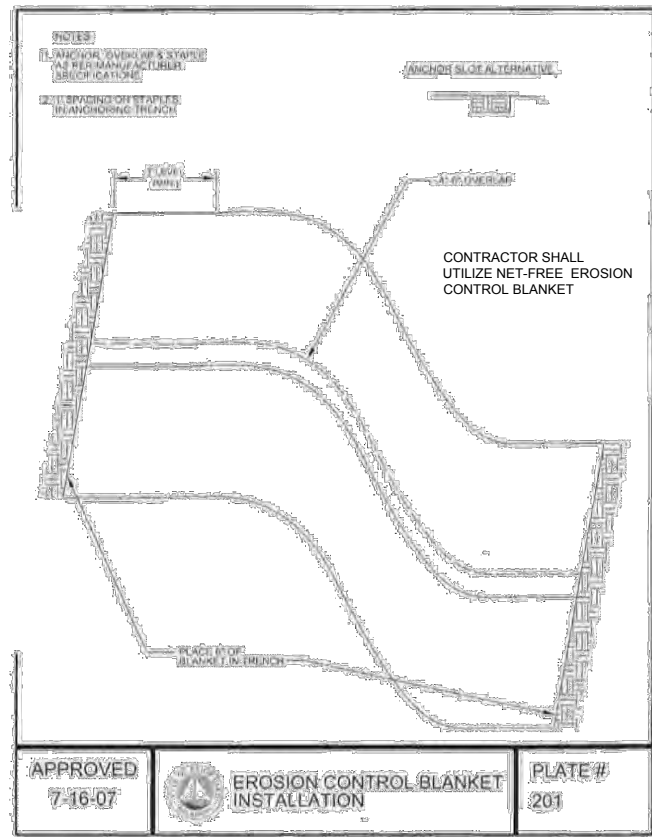 NOTES:
1. ANCHOR, OVERLAP & STAPLE
AS PER MANUFACTURER
SPECIFICATIONS
2. 1' SPACING ON STAPLES
IN ANCHORING TRENCH
ANCHOR SLOT ALTERNATIVE
(MIN.)
OVERLAP
CONTRACTOR SHALL
UTILIZE NET-FREE EROSION
CONTROL BLANKET
PLACE 6" OF
BLANKET IN TRENCH
APPROVED
7-16-07
EROSION CONTROL BLANKET
INSTALLATION
PLATE #
201